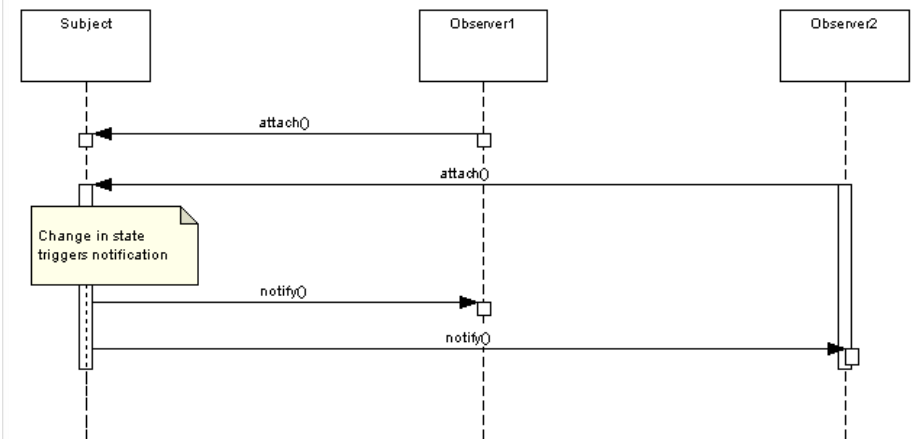 Subject
Observer1
Observer2
attach()
attach()
Change in state
triggers notification
notify()
notify()